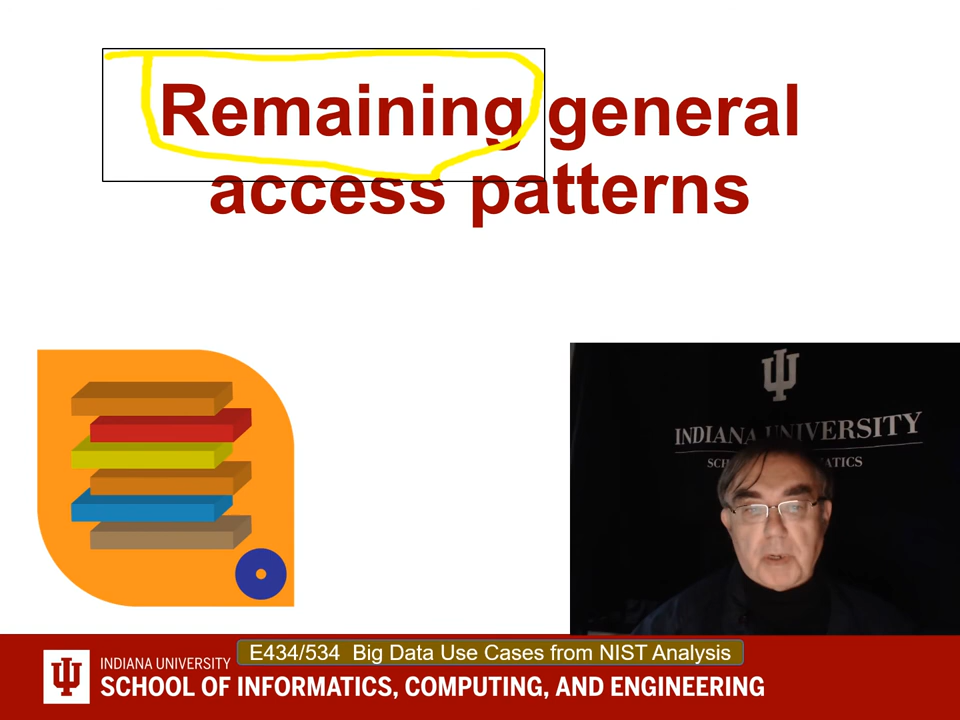 Remaining general
access patterns
INDIANA UNIVERSITY
E434/534 Big Data Use Cases from NIST Analysis
INDIANA UNIVERSITY
SCHOOL OF INFORMATICS, COMPUTING, AND ENGINEERING